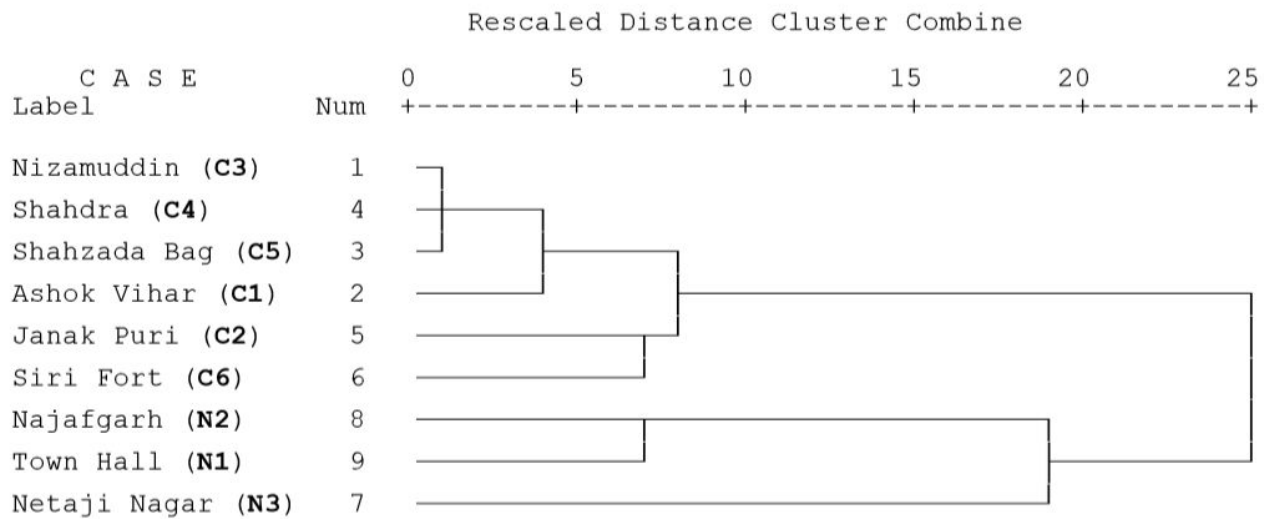 Rescaled Distance Cluster Combine
C A S E 0 5 10 15 20 25
Label Num +---------+---------+---------+---------+---------+
Nizamuddin (C3) 1
Shahdra (C4) 4
Shahzada Bag (C5) 3
Ashok Vihar (C1) 2
Janak Puri (C2) 5
Siri Fort (C6) 6
Najafgarh (N2) 8
Town Hall (N1) 9
Netaji Nagar (N3) 7